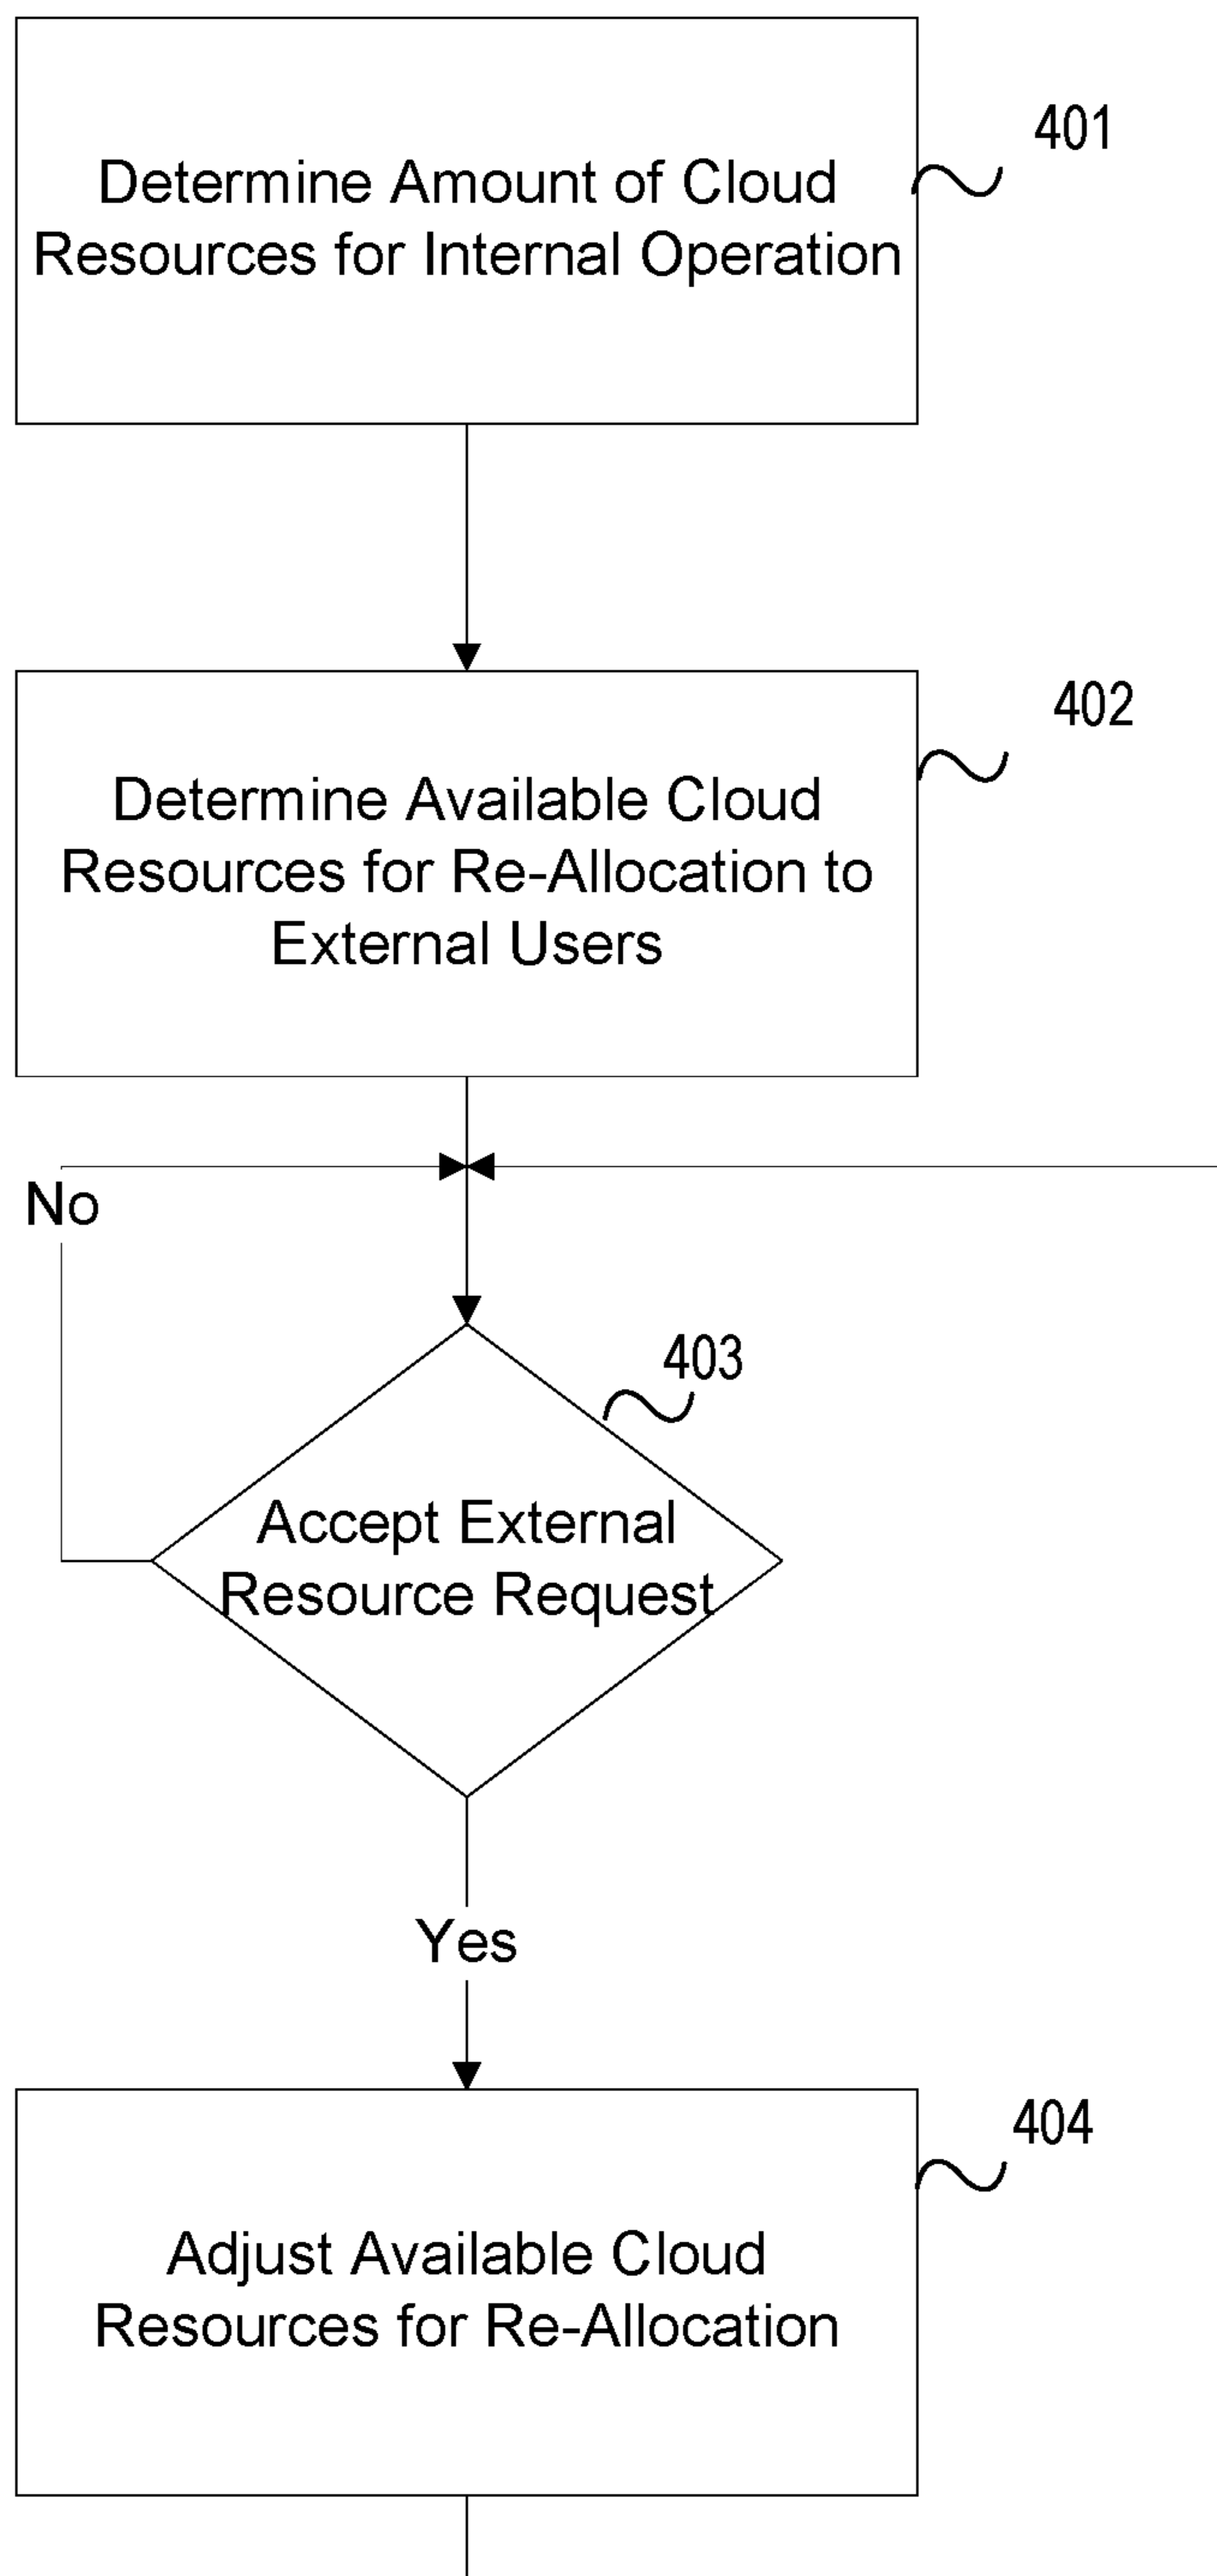 401
Determine Amount of Cloud
Resources for Internal Operation
402
Determine Available Cloud
Resources for Re-Allocation to
External Users
No
403
Accept External
Resource Request
Yes
404
Adjust Available Cloud
Resources for Re-Allocation